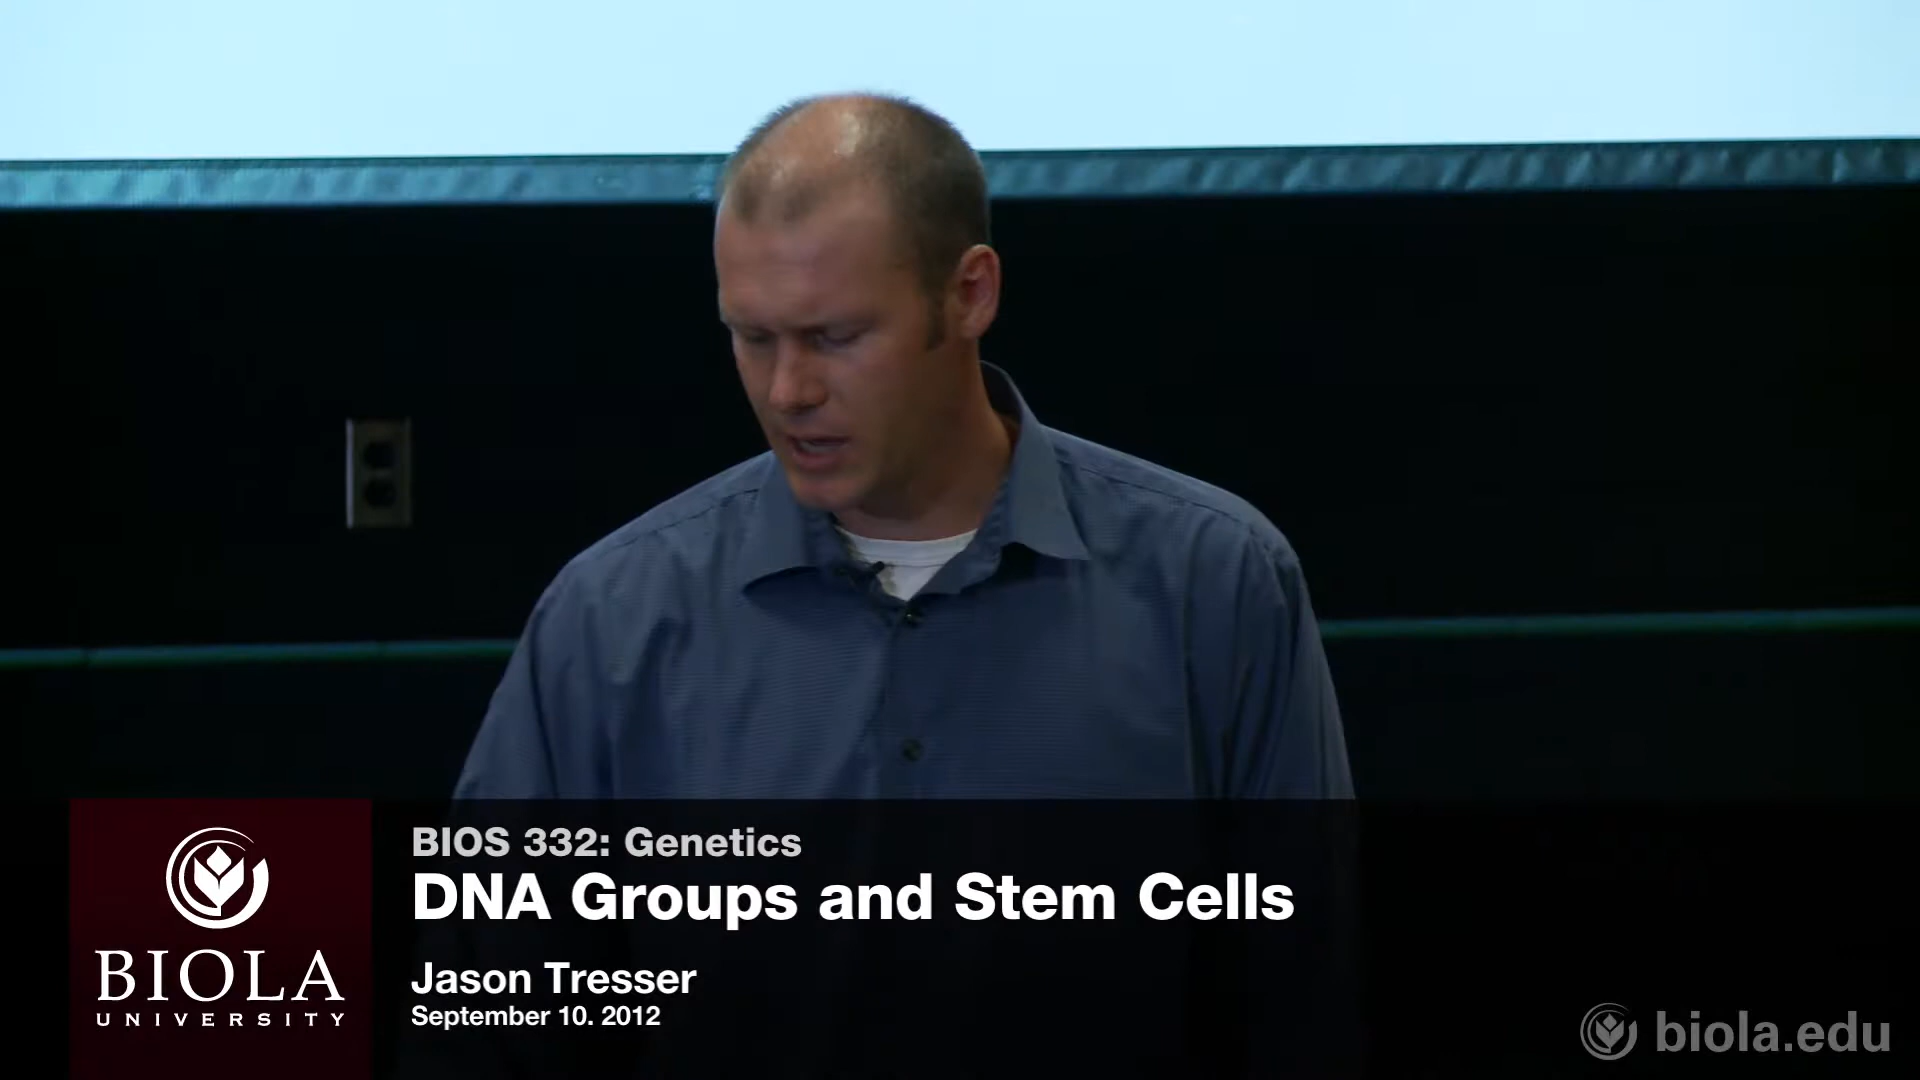 BIOS 332: Genetics
DNA Groups and Stem Cells
Jason Tresser
September 10. 2012
BIOLA
UNIVERSITY
biola.edu